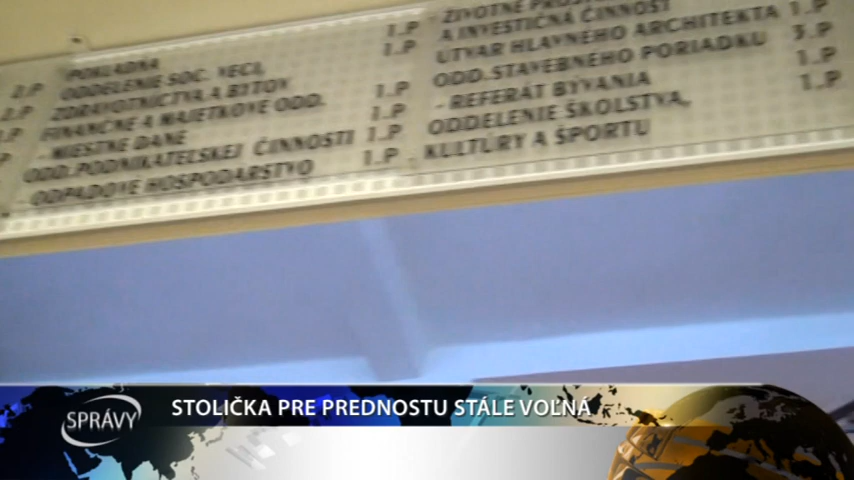 2.P POKLADŇA 1.P
ODDELENIE SOC. VECÍ, 1.P
ZDRAVOTNÍCTVA A BYTOV
FINANČNÉ A MAJETKOVÉ ODD. 1.P
- MIESTNE DANE 1.P
ODD.PODNIKATEĽSKEJ ČINNOSTI 1.P
ODPADOVÉ HOSPODÁRSTVO 1.P
- ŽIVOTNÉ
A INVESTIČNÁ ČINNOSŤ
ÚTVAR HLAVNÉHO ARCHITEKTA 1.P
ODD.STAVEBNÉHO PORIADKU 3.P
- REFERÁT BÝVANIA 1.P
ODDELENIE ŠKOLSTVA, 1.P
KULTÚRY A ŠPORTU
SPRÁVY
STOLIČKA PRE PREDNOSTU STÁLE VOĽNÁ